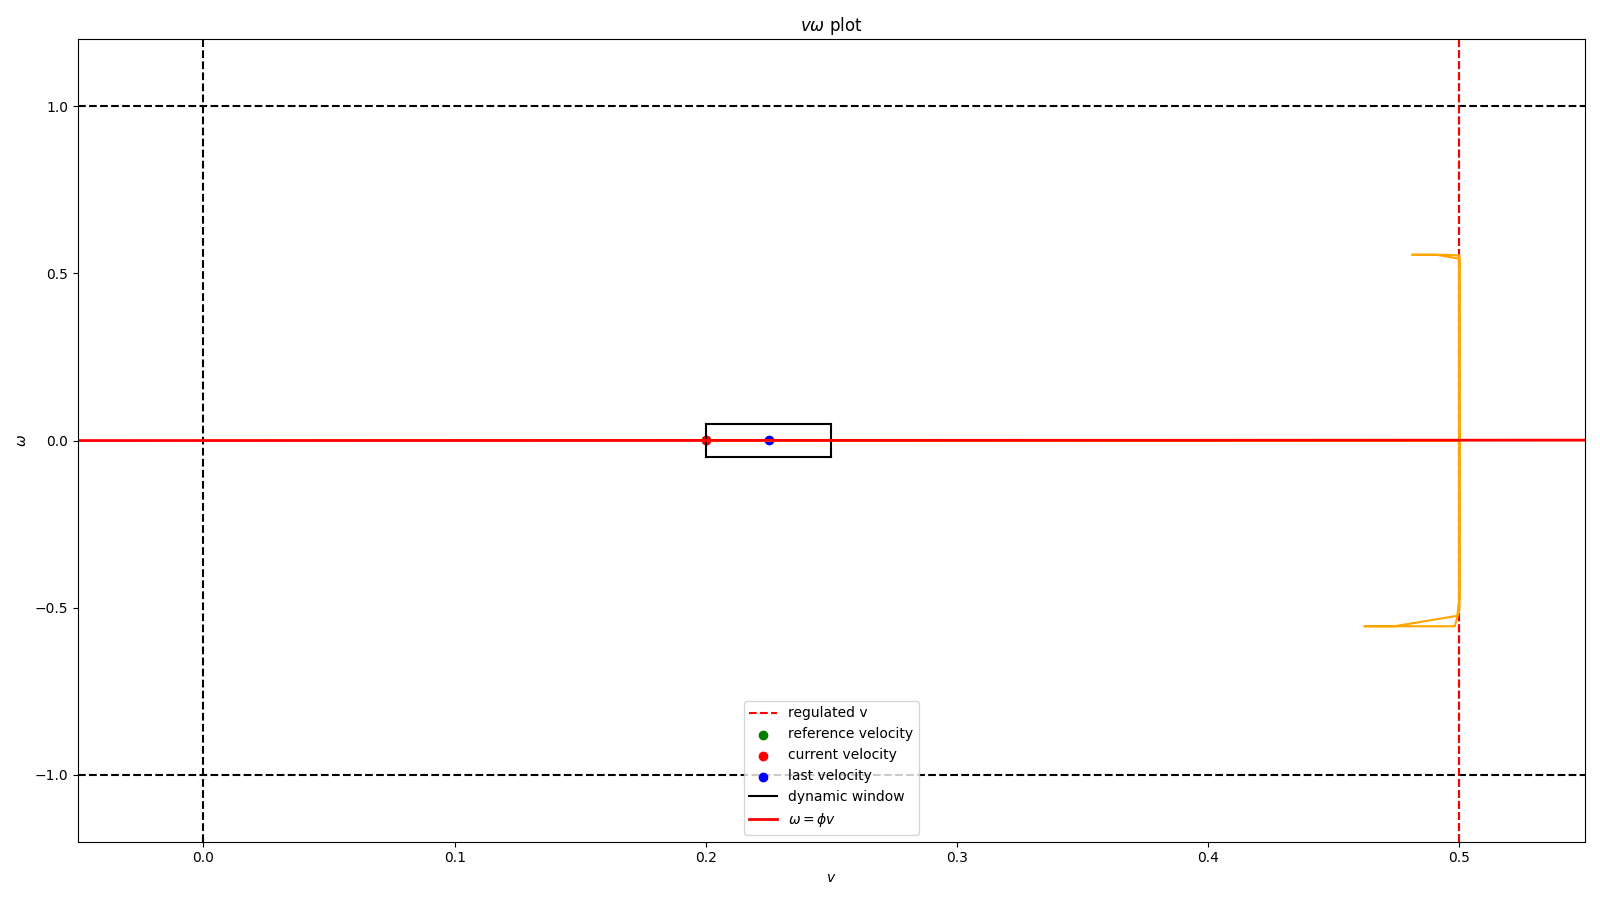 vω plot
1.0
0.5
0.0
−0.5
−1.0
ω
0.0 0.1 0.2 0.3 0.4 0.5
v
regulated v
reference velocity
current velocity
last velocity
dynamic window
ω = ϕv